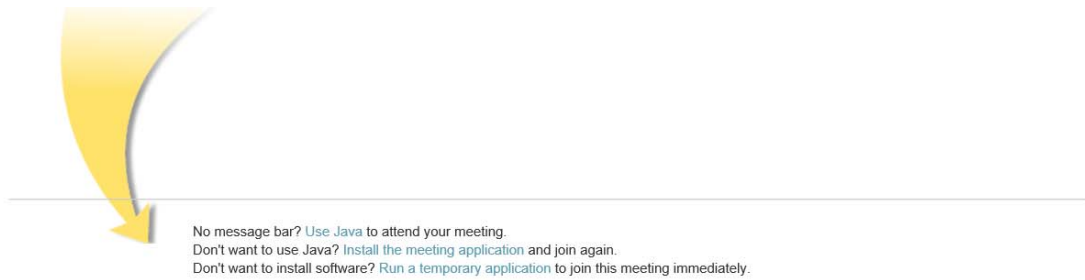 No message bar? Use Java to attend your meeting.
Don't want to use Java? Install the meeting application and join again.
Don't want to install software? Run a temporary application to join this meeting immediately.